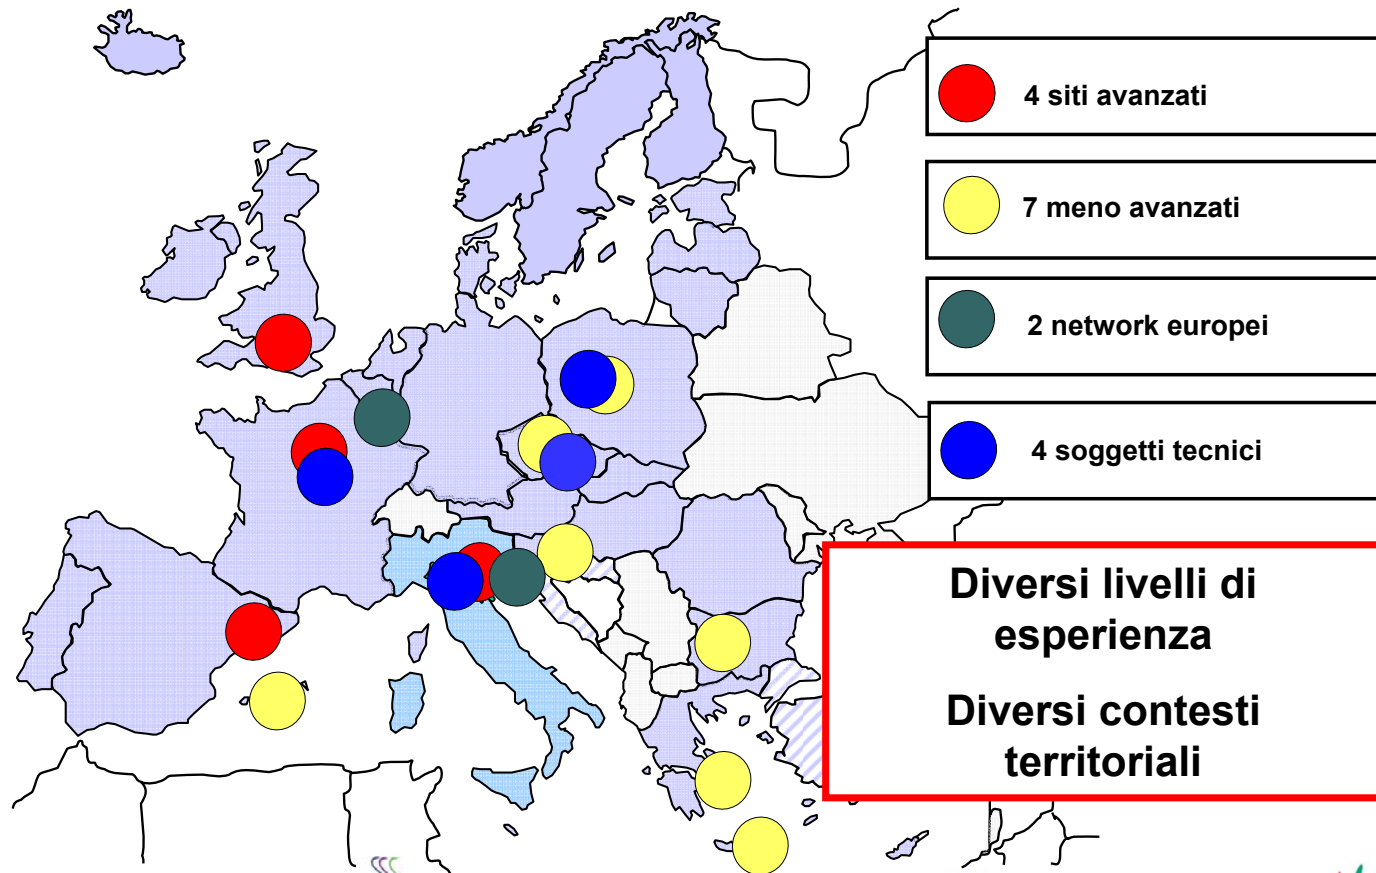 4 siti avanzati
7 meno avanzati
2 network europei
4 soggetti tecnici
Diversi livelli di
esperienza
Diversi contesti
territoriali